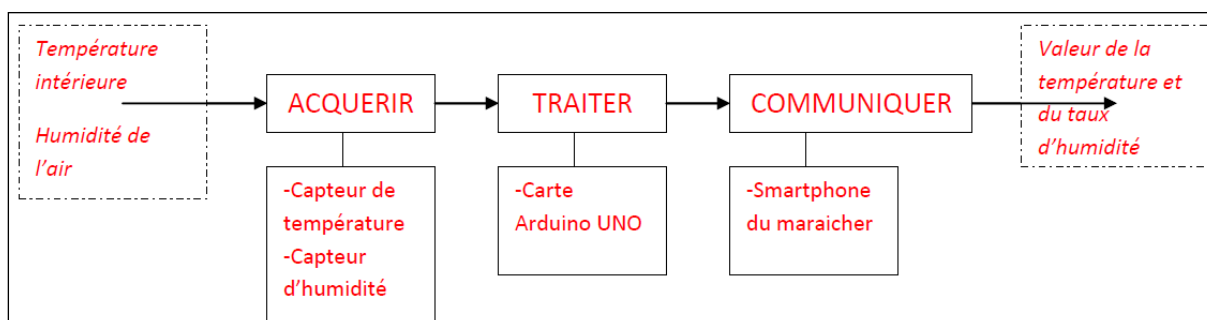 Température
intérieure
Humidité de
l'air
ACQUERIR
-Capteur de
température
-Capteur
d'humidité
TRAITER
-Carte
Arduino UNO
COMMUNIQUER
-Smartphone
du maraicher
Valeur de la
température et
du taux
d'humidité